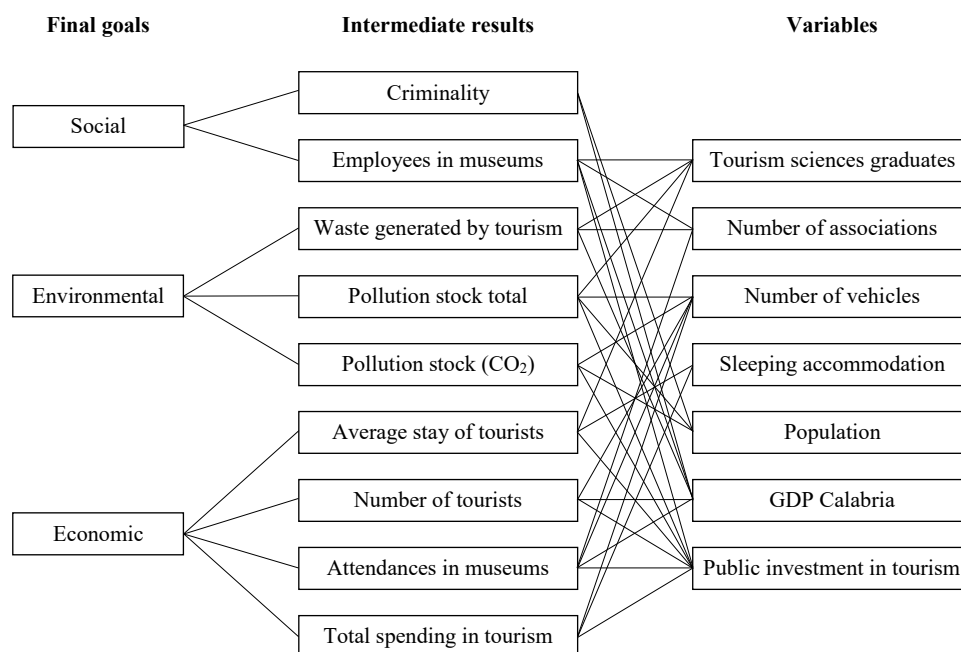 Final goals
Intermediate results
Variables
Criminality
Social
Employees in museums
Tourism sciences graduates
Waste generated by tourism
Number of associations
Environmental
Pollution stock total
Number of vehicles
Pollution stock (CO₂)
Sleeping accommodation
Average stay of tourists
Population
Number of tourists
GDP Calabria
Economic
Attendances in museums
Public investment in tourism
Total spending in tourism